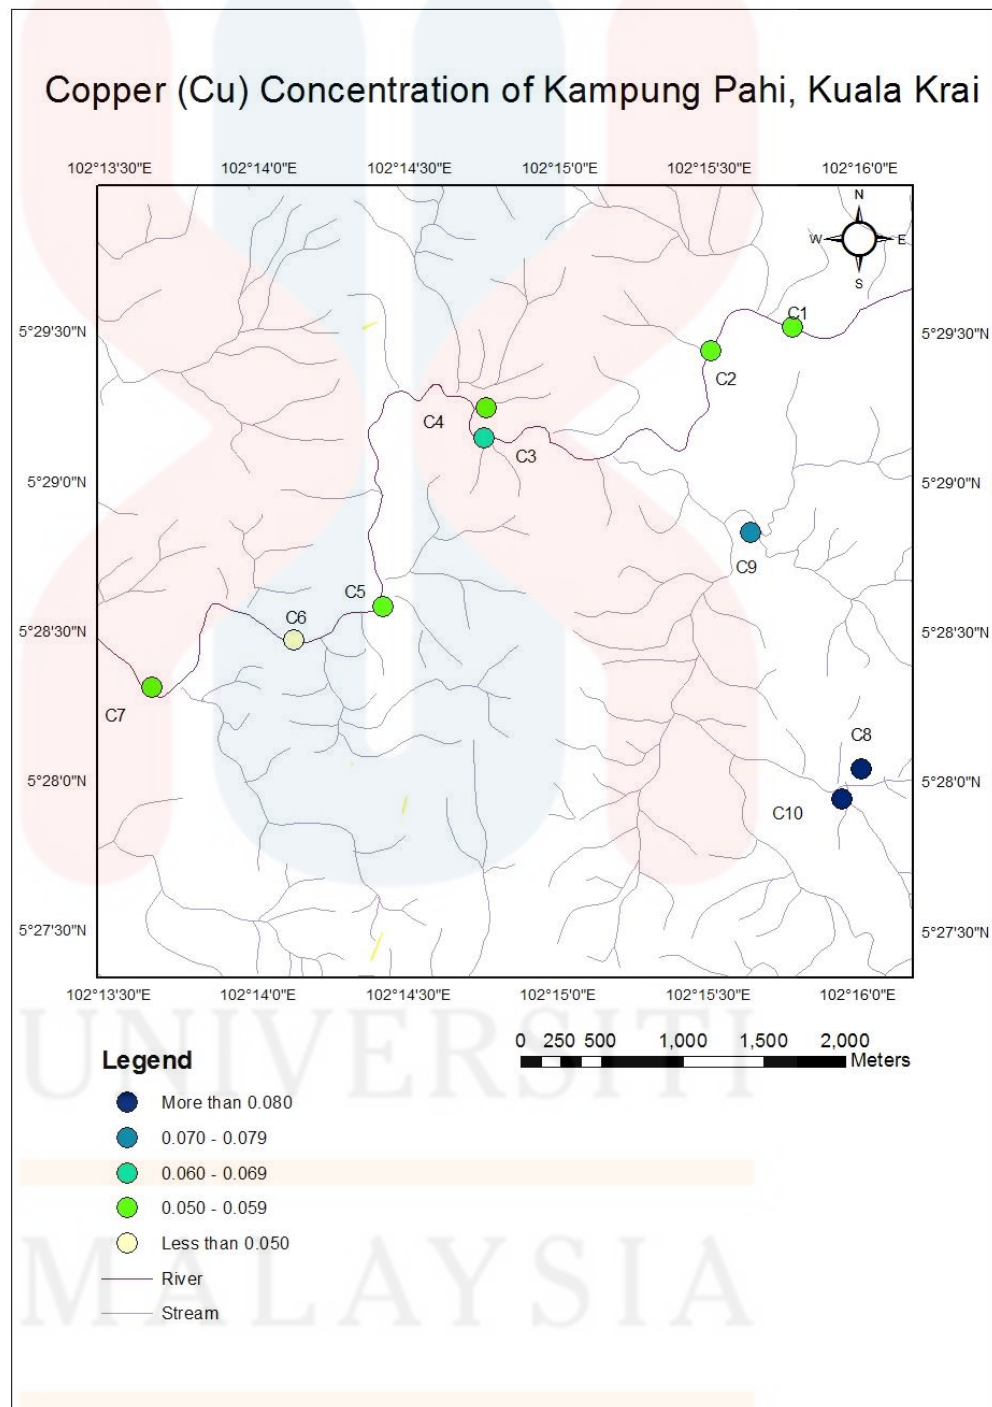 Copper (Cu) Concentration of Kampung Pahi, Kuala Krai
102°13'30"E 102°14'0"E 102°14'30"E 102°15'0"E 102°15'30"E 102°16'0"E
N
W E
S
C1
5°29'30"N 5°29'30"N
C2
C4
C3
5°29'0"N 5°29'0"N
C9
C5
C6
5°28'30"N 5°28'30"N
C7
C8
5°28'0"N 5°28'0"N
C10
5°27'30"N 5°27'30"N
102°13'30"E 102°14'0"E 102°14'30"E 102°15'0"E 102°15'30"E 102°16'0"E
UNIVERSITI
0 250 500 1,000 1,500 2,000
Meters
Legend
More than 0.080
0.070 - 0.079
0.060 - 0.069
0.050 - 0.059
Less than 0.050
MALAYSIA
River
Stream